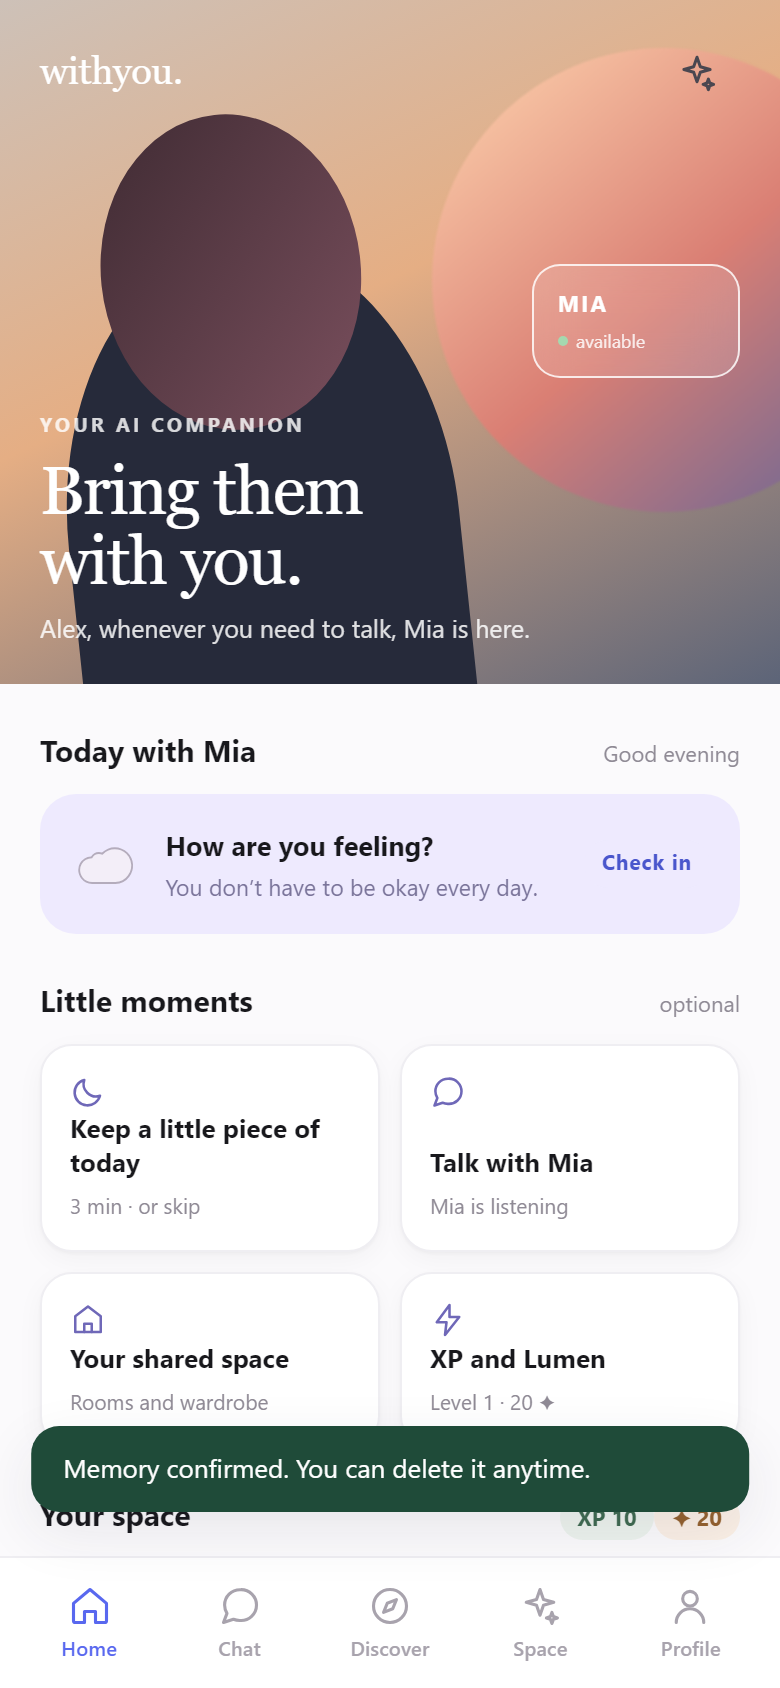 withyou.
MIA
available
YOUR AI COMPANION
Bring them
with you.
Alex, whenever you need to talk, Mia is here.
Today with Mia
Good evening
How are you feeling?
You don’t have to be okay every day.
Check in
Little moments
optional
Keep a little piece of
today
3 min · or skip
Talk with Mia
Mia is listening
Your shared space
Rooms and wardrobe
XP and Lumen
Level 1 · 20 ✦
Memory confirmed. You can delete it anytime.
Your space
XP 10
✦ 20
Home
Chat
Discover
Space
Profile